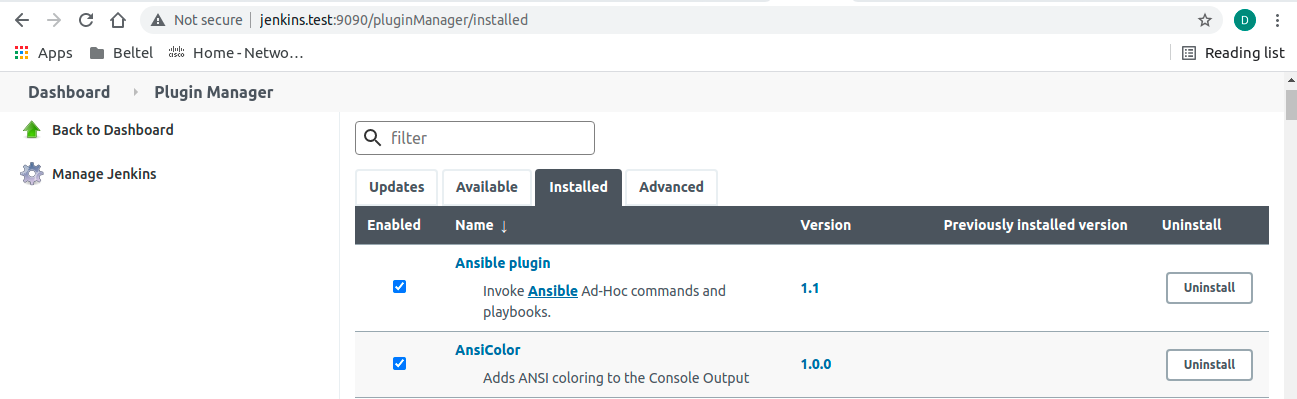 Not secure jenkins.test:9090/pluginManager/installed D
Apps Beltel cisco Home - Netwo... Reading list
Dashboard Plugin Manager
Back to Dashboard
filter
Manage Jenkins
Updates Available Installed Advanced
Enabled Name ↓ Version Previously installed version Uninstall
Ansible plugin
Invoke Ansible Ad-Hoc commands and
playbooks.
1.1
Uninstall
AnsiColor
Adds ANSI coloring to the Console Output
1.0.0
Uninstall